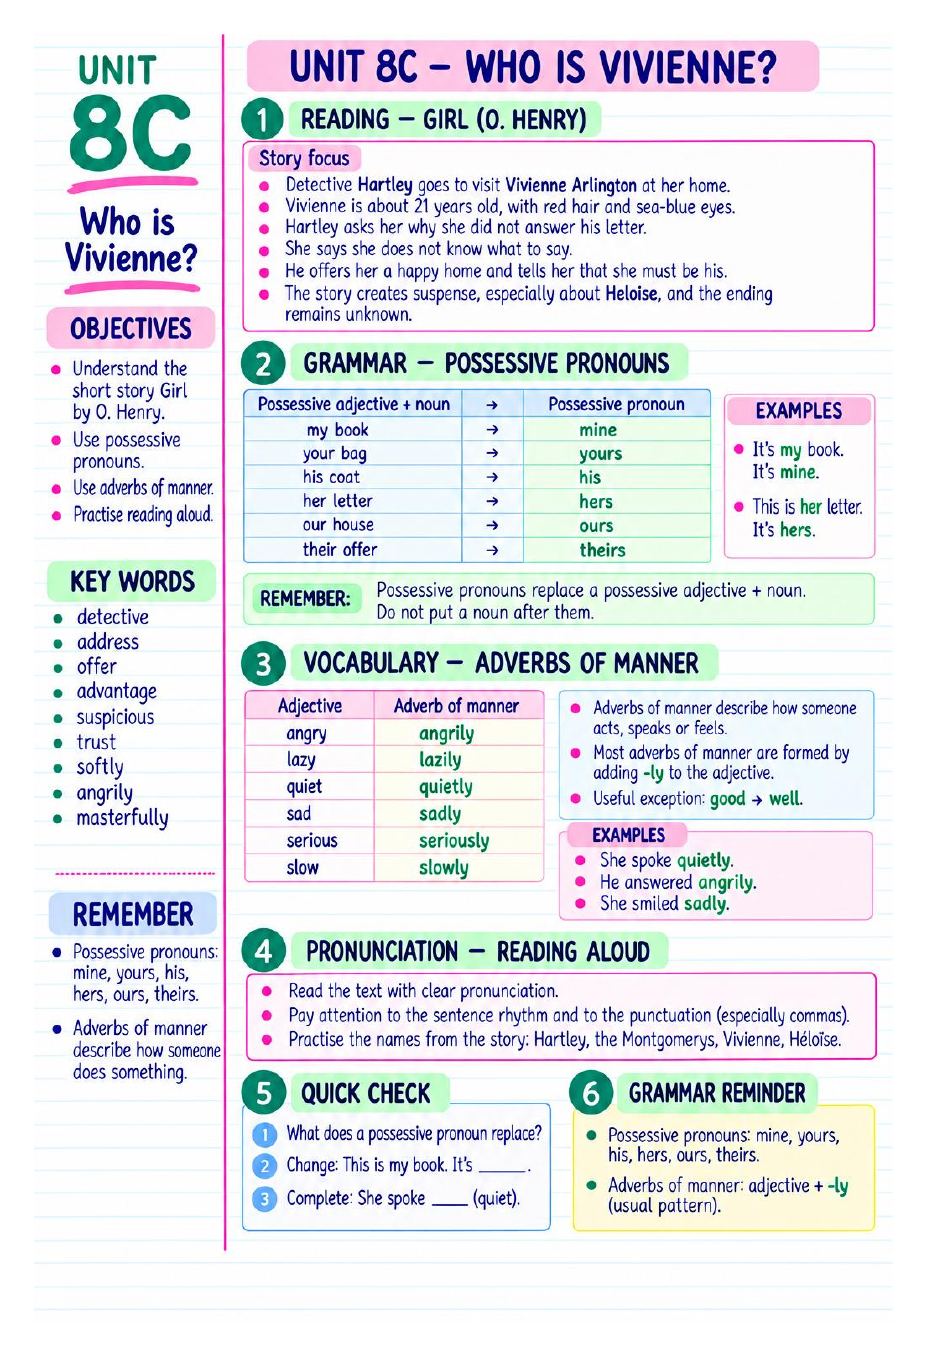 UNIT
8C
Who is
Vivienne?
OBJECTIVES
Understand the
short story Girl
by O. Henry.
Use possessive
pronouns.
Use adverbs of manner.
Practise reading aloud.
KEY WORDS
detective
address
offer
advantage
suspicious
trust
softly
angrily
masterfully
REMEMBER
Possessive pronouns:
mine, yours, his,
hers, ours, theirs.
Adverbs of manner
describe how someone
does something.
UNIT 8C – WHO IS VIVIENNE?
1 READING – GIRL (O. HENRY)
Story focus
Detective Hartley goes to visit Vivienne Arlington at her home.
Vivienne is about 21 years old, with red hair and sea-blue eyes.
Hartley asks her why she did not answer his letter.
She says she does not know what to say.
He offers her a happy home and tells her that she must be his.
The story creates suspense, especially about Heloise, and the ending
remains unknown.
2 GRAMMAR – POSSESSIVE PRONOUNS
Possessive adjective + noun → Possessive pronoun
my book → mine
your bag → yours
his coat → his
her letter → hers
our house → ours
their offer → theirs
EXAMPLES
It's my book.
It's mine.
This is her letter.
It's hers.
REMEMBER: Possessive pronouns replace a possessive adjective + noun.
Do not put a noun after them.
3 VOCABULARY – ADVERBS OF MANNER
Adjective Adverb of manner
angry angrily
lazy lazily
quiet quietly
sad sadly
serious seriously
slow slowly
Adverbs of manner describe how someone
acts, speaks or feels.
Most adverbs of manner are formed by
adding -ly to the adjective.
Useful exception: good → well.
EXAMPLES
She spoke quietly.
He answered angrily.
She smiled sadly.
4 PRONUNCIATION – READING ALOUD
Read the text with clear pronunciation.
Pay attention to the sentence rhythm and to the punctuation (especially commas).
Practise the names from the story: Hartley, the Montgomerys, Vivienne, Héloïse.
5 QUICK CHECK
1 What does a possessive pronoun replace?
2 Change: This is my book. It's ______.
3 Complete: She spoke _____ (quiet).
6 GRAMMAR REMINDER
Possessive pronouns: mine, yours,
his, hers, ours, theirs.
Adverbs of manner: adjective + -ly
(usual pattern).